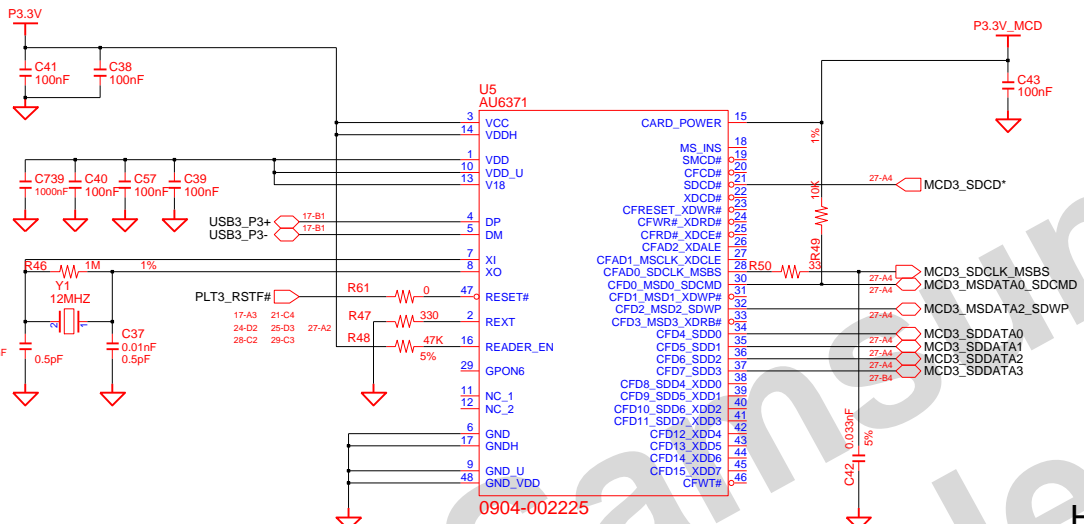 P3.3V
C41
100nF
C38
100nF
C739
1000nF
C40
100nF
C57
100nF
C39
100nF
USB3_P3+
17-B1
USB3_P3-
17-B1
R46
1M
1%
Y1
12MHZ
2
1
C37
0.01nF
0.5pF
0.5pF
F
PLT3_RSTF#
17-A3 21-C4
24-D2 25-D3 27-A2
28-C2 29-C3
R61
0
R47
330
R48
47K
5%
U5
AU6371
3 VCC
14 VDDH
1 VDD
10 VDD_U
13 V18
4 DP
5 DM
7 XI
8 XO
47 RESET#
2 REXT
16 READER_EN
29 GPON6
11 NC_1
12 NC_2
6 GND
17 GNDH
9 GND_U
48 GND_VDD
CARD_POWER 15
MS_INS 18
SMCD# 19
CFCD# 20
SDCD# 21
XDCD# 22
CFRESET_XDWR# 23
CFWR#_XDRD# 24
CFRD#_XDCE# 25
CFAD2_XDALE 26
CFAD1_MSCLK_XDCLE 27
CFAD0_SDCLK_MSBS 28
CFD0_MSD0_SDCMD 30
CFD1_MSD1_XDWP# 31
CFD2_MSD2_SDWP 32
CFD3_MSD3_XDRB# 33
CFD4_SDD0 34
CFD5_SDD1 35
CFD6_SDD2 36
CFD7_SDD3 37
CFD8_SDD4_XDD0 38
CFD9_SDD5_XDD1 39
CFD10_SDD6_XDD2 40
CFD11_SDD7_XDD3 41
CFD12_XDD4 42
CFD13_XDD5 43
CFD14_XDD6 44
CFD15_XDD7 45
CFWT# 46
0904-002225
P3.3V_MCD
C43
100nF
1%
10K
R49
R50
33
27-A4
MCD3_SDCD*
MCD3_SDCLK_MSBS
27-A4
MCD3_MSDATA0_SDCMD
27-A4
MCD3_MSDATA2_SDWP
27-A4
MCD3_SDDATA0
27-A4
MCD3_SDDATA1
27-A4
MCD3_SDDATA2
27-A4
MCD3_SDDATA3
27-B4
C42
0.033nF
5%
Samsun
H